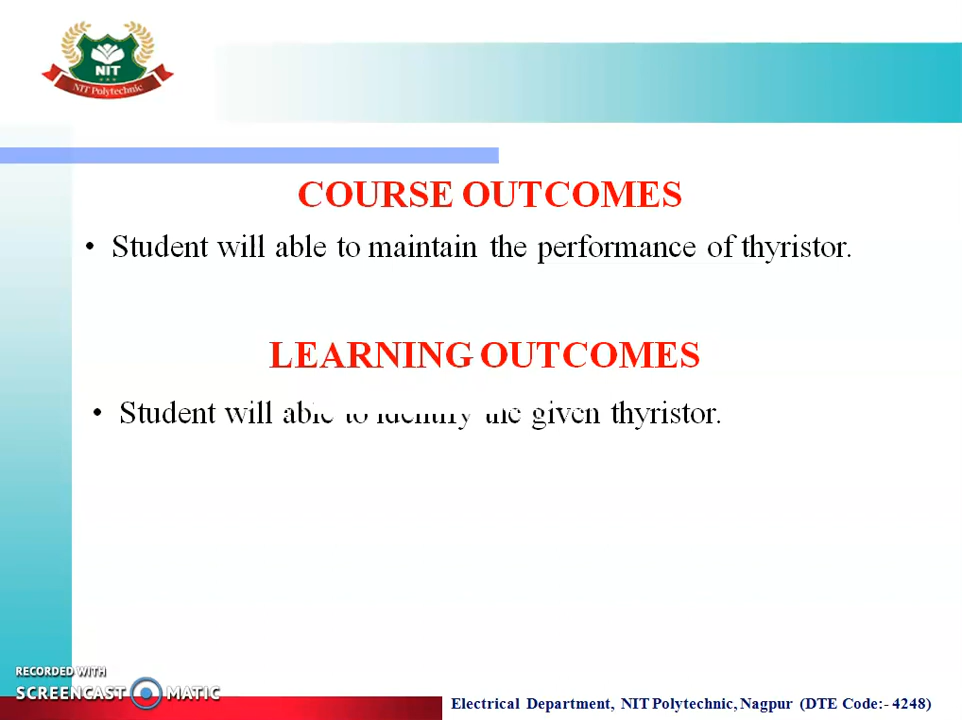 NIT
NIT Polytechnic
COURSE OUTCOMES
• Student will able to maintain the performance of thyristor.
LEARNING OUTCOMES
• Student will able to identify the given thyristor.
RECORDED WITH
SCREENCAST MATIC
Electrical Department, NIT Polytechnic, Nagpur (DTE Code:- 4248)